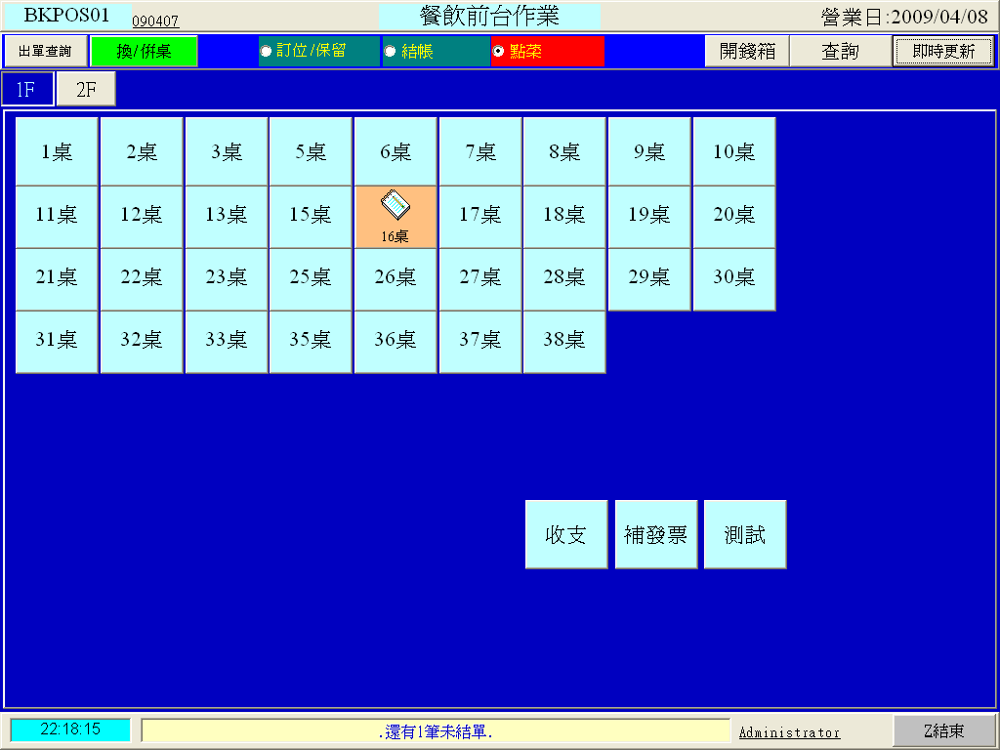 BKPOS01 090407 餐飲前台作業 營業日:2009/04/08
出單查詢 換/併桌 訂位/保留 結帳 點菜 開錢箱 查詢 即時更新
1F 2F
1桌 2桌 3桌 5桌 6桌 7桌 8桌 9桌 10桌
11桌 12桌 13桌 15桌 16桌 17桌 18桌 19桌 20桌
21桌 22桌 23桌 25桌 26桌 27桌 28桌 29桌 30桌
31桌 32桌 33桌 35桌 36桌 37桌 38桌
收支 補發票 測試
22:18:15 .還有1筆未結單. Administrator Z結束